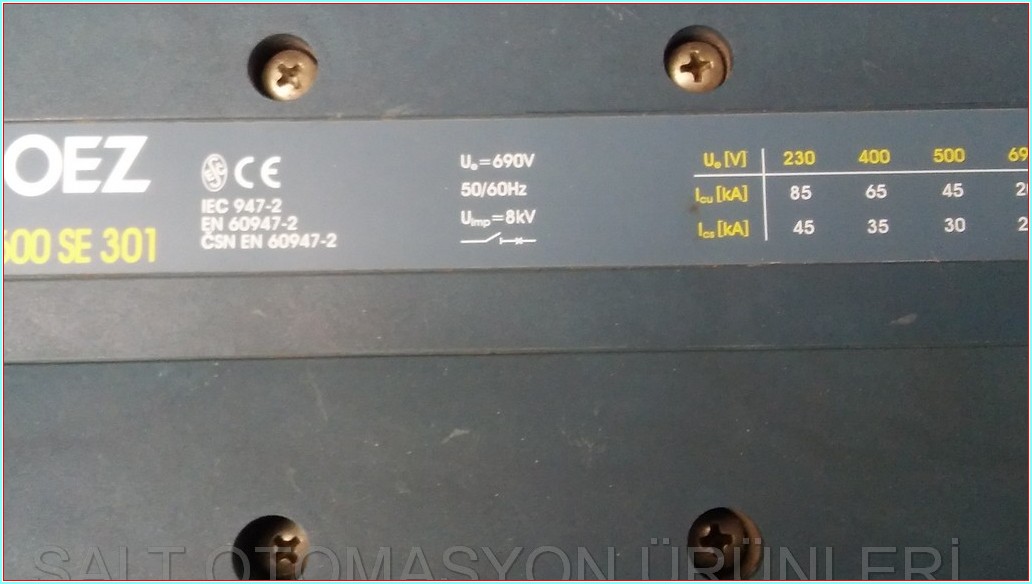 OEZ
600 SE 301
CE
IEC 947-2
EN 60947-2
ČSN EN 60947-2
Ue=690V
50/60Hz
Uimp=8kV
Ue [V] 230 400 500
Icu [kA] 85 65 45
Ics [kA] 45 35 30
SALT OTOMASYON ÜRÜNLERİ